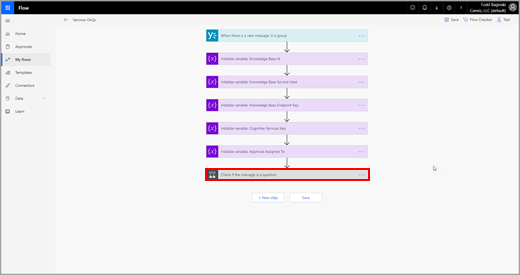 Flow
Todd Baginski
Canviz, LLC (default)
Yammer FAQs
Save
Flow Checker
Test
Home
Approvals
My flows
Templates
Connectors
Data
Learn
When there is a new message in a group
Initialize variable: Knowledge Base Id
Initialize variable: Knowledge Base Service Host
Initialize variable: Knowledge Base Endpoint Key
Initialize variable: Cognitive Services Key
Initialize variable: Approval Assigned To
Check if the message is a question
+ New step
Save